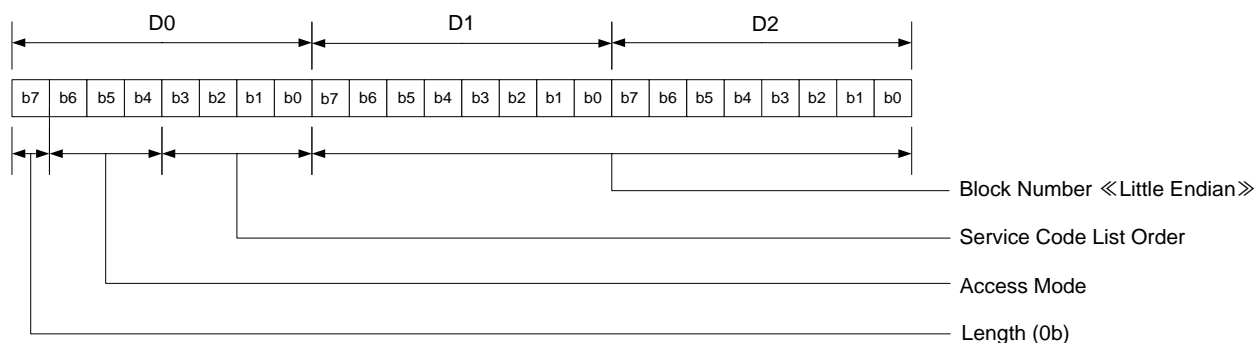 D0 D1 D2
b7 b6 b5 b4 b3 b2 b1 b0 b7 b6 b5 b4 b3 b2 b1 b0 b7 b6 b5 b4 b3 b2 b1 b0
Block Number ≪Little Endian≫
Service Code List Order
Access Mode
Length (0b)